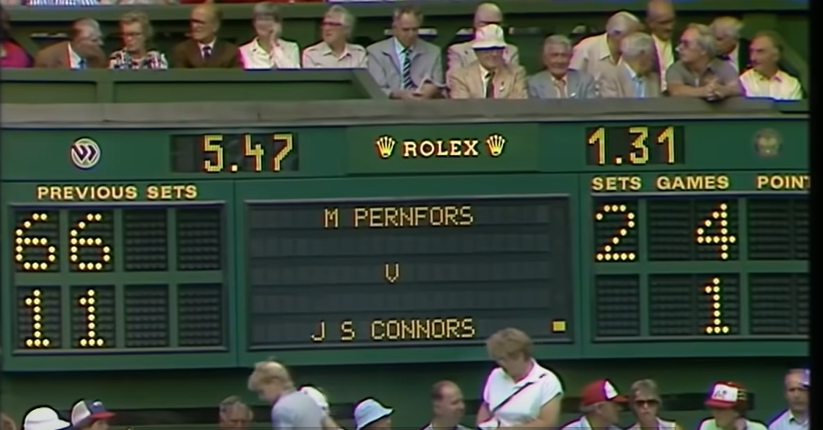 5.47 ROLEX 1.31
PREVIOUS SETS SETS GAMES POINT
66 M PERNFORS 2 4
V
11 J S CONNORS 1